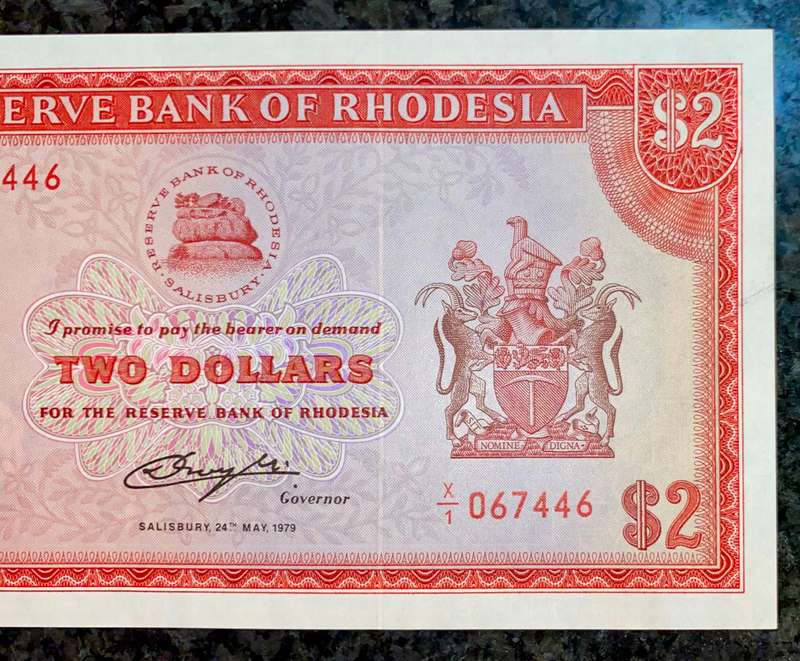 ERVE BANK OF RHODESIA
$2
446
RESERVE BANK OF RHODESIA
SALISBURY
I promise to pay the bearer on demand
TWO DOLLARS
FOR THE RESERVE BANK OF RHODESIA
Governor
SALISBURY, 24TH MAY, 1979
SIT
NOMINE DIGNA
X/1 067446
$2